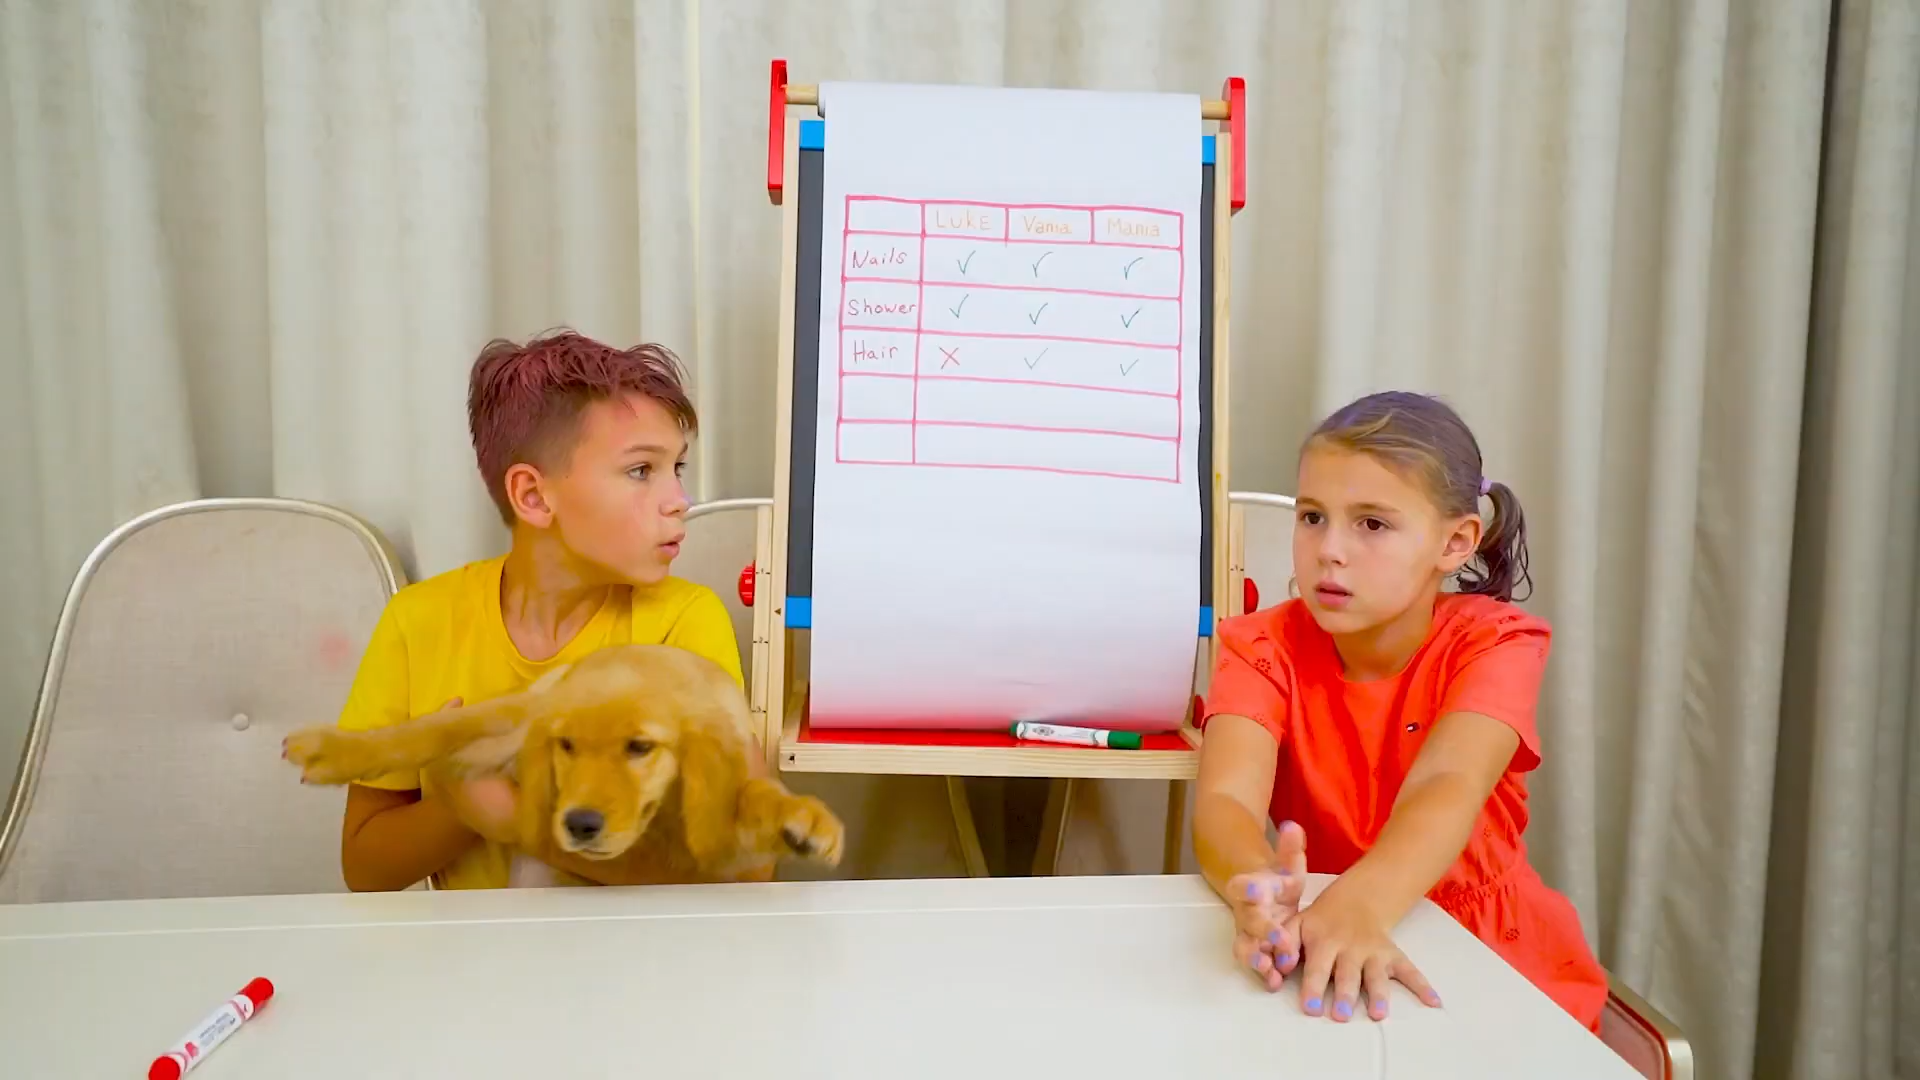 LUKE Vania Mania
Nails ✓ ✓ ✓
Shower ✓ ✓ ✓
Hair X ✓ ✓